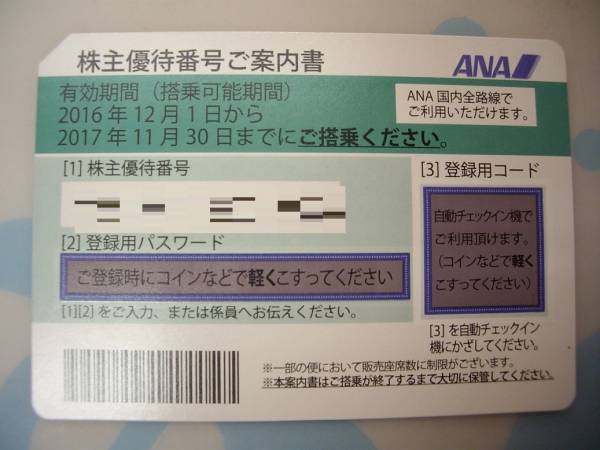 株主優待番号ご案内書
ANA
有効期間（搭乗可能期間）
2016年12月1日から
2017年11月30日までにご搭乗ください。
ANA国内全路線で
ご利用いただけます。
[1] 株主優待番号
[2] 登録用パスワード
ご登録時にコインなどで軽くこすってください
[1][2] をご入力、または係員へお伝えください。
[3] 登録用コード
自動チェックイン機で
ご利用頂けます。
（コインなどで軽く
こすってください）
[3] を自動チェックイン
機にかざしてください。
※一部の便において販売座席数に制限がございます。
※本案内書はご搭乗が終了するまで大切に保管してください。